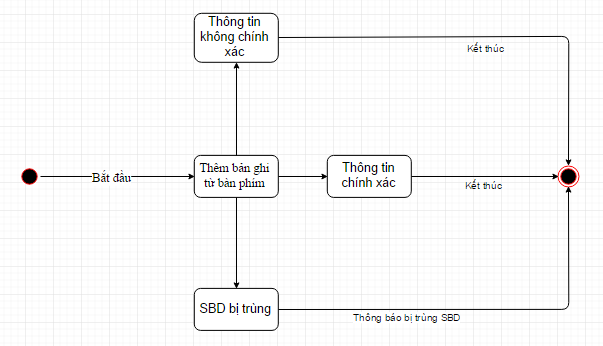 Thông tin
không chính
xác
Kết thúc
Bắt đầu
Thêm bản ghi
từ bàn phím
Thông tin
chính xác
Kết thúc
SBD bị trùng
Thông báo bị trùng SBD